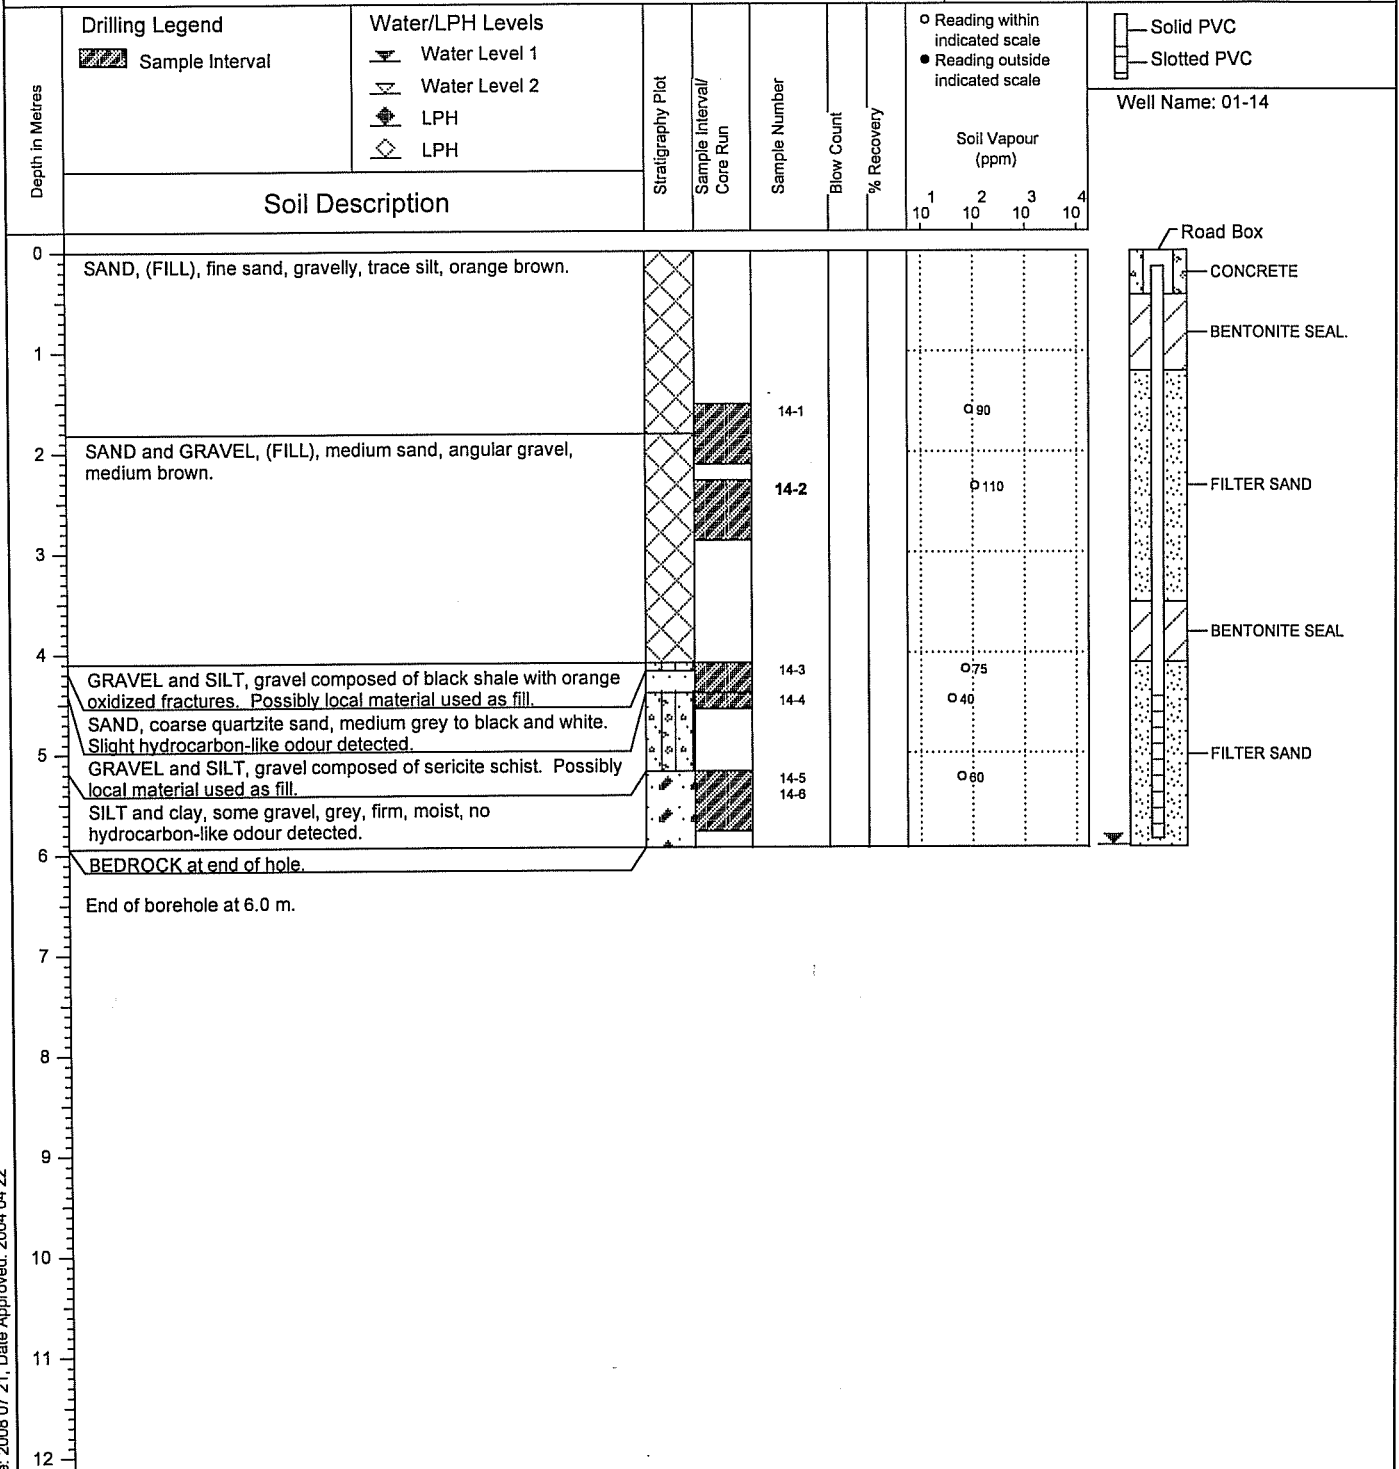 Drilling Legend
Sample Interval
Water/LPH Levels
Water Level 1
Water Level 2
LPH
LPH
Depth in Metres
Soil Description
Stratigraphy Plot
Sample Interval/
Core Run
Sample Number
Blow Count
% Recovery
Reading within
indicated scale
Reading outside
indicated scale
Soil Vapour
(ppm)
10^1 10^2 10^3 10^4
Solid PVC
Slotted PVC
Well Name: 01-14
Road Box
CONCRETE
BENTONITE SEAL.
FILTER SAND
BENTONITE SEAL
FILTER SAND
0
SAND, (FILL), fine sand, gravelly, trace silt, orange brown.
1
14-1
90
2
SAND and GRAVEL, (FILL), medium sand, angular gravel,
medium brown.
14-2
110
3
4
GRAVEL and SILT, gravel composed of black shale with orange
oxidized fractures. Possibly local material used as fill.
14-3
75
14-4
40
SAND, coarse quartzite sand, medium grey to black and white.
Slight hydrocarbon-like odour detected.
5
GRAVEL and SILT, gravel composed of sericite schist. Possibly
local material used as fill.
14-5
60
14-6
SILT and clay, some gravel, grey, firm, moist, no
hydrocarbon-like odour detected.
6
BEDROCK at end of hole.
End of borehole at 6.0 m.
7
8
9
10
11
12
2008 07 21, Date Approved: 2004 04 22